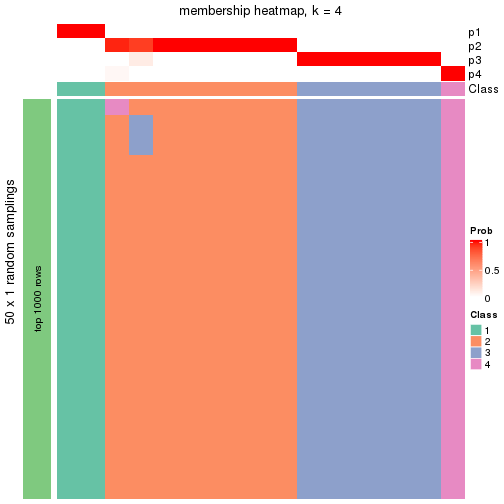 membership heatmap, k = 4
p1
p2
p3
p4
Class
50 x 1 random samplings
top 1000 rows
Prob
1
0.5
0
Class
1
2
3
4